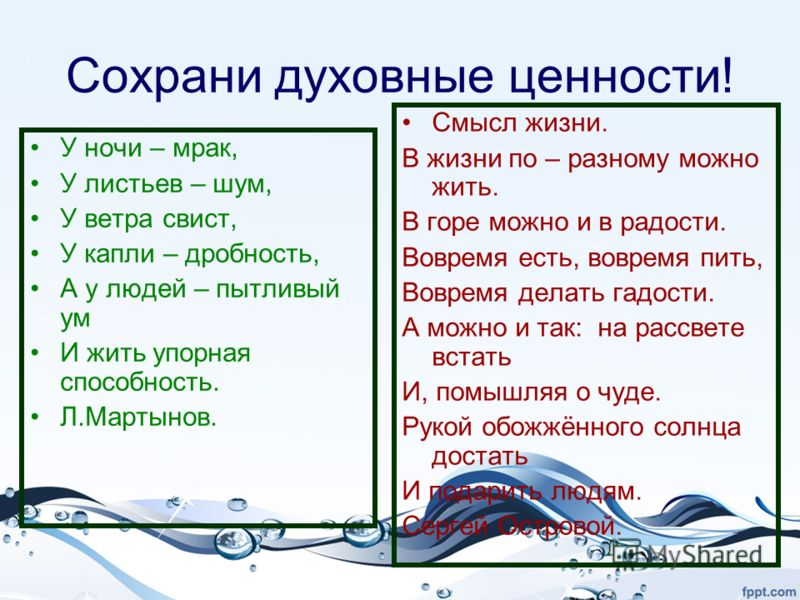 Сохрани духовные ценности!
• У ночи – мрак,
• У листьев – шум,
• У ветра свист,
• У капли – дробность,
• А у людей – пытливый
ум
• И жить упорная
способность.
• Л.Мартынов.
• Смысл жизни.
В жизни по – разному можно
жить.
В горе можно и в радости.
Вовремя есть, вовремя пить,
Вовремя делать гадости.
А можно и так: на рассвете
встать
И, помышляя о чуде.
Рукой обожжённого солнца
достать
И подарить людям.
Сергей Островой.
MyShared
fppt.com